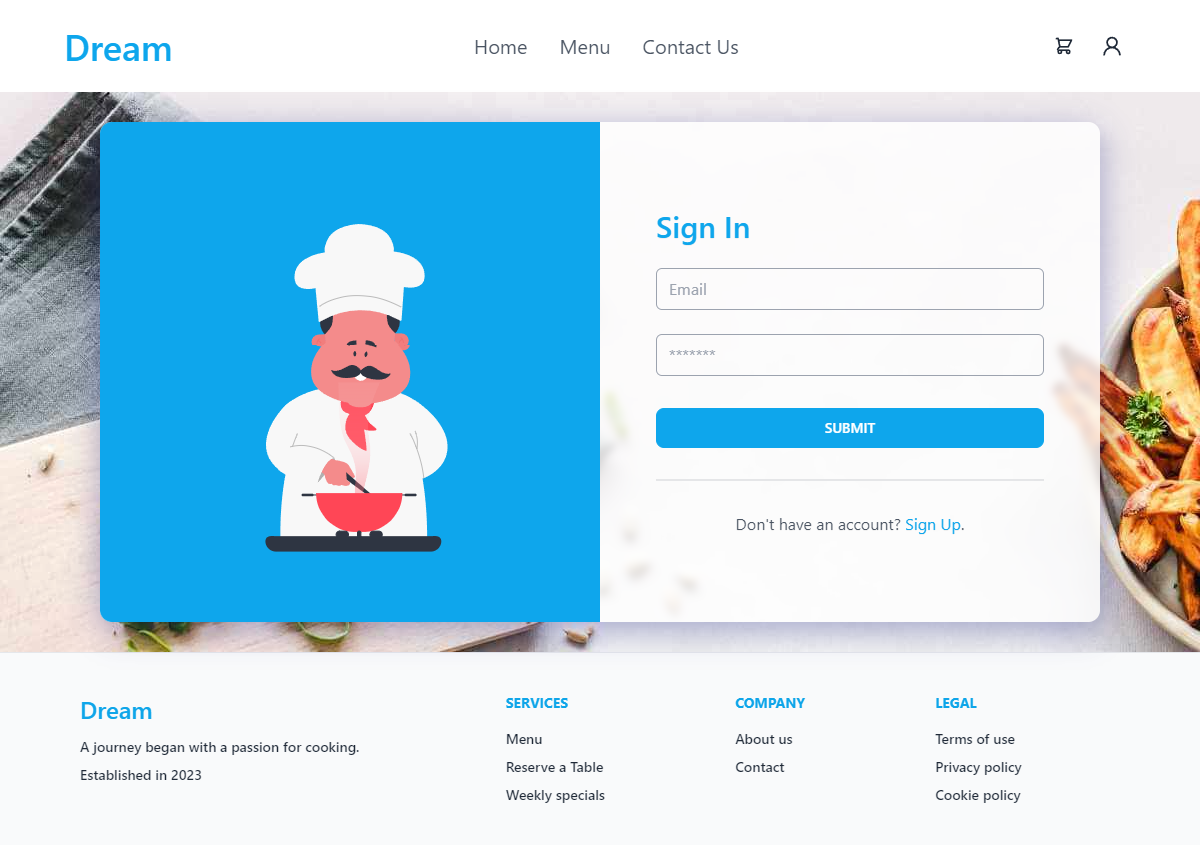 Dream
Home Menu Contact Us
Sign In
Email
*******
SUBMIT
Don't have an account? Sign Up.
Dream
A journey began with a passion for cooking.
Established in 2023
SERVICES
Menu
Reserve a Table
Weekly specials
COMPANY
About us
Contact
LEGAL
Terms of use
Privacy policy
Cookie policy